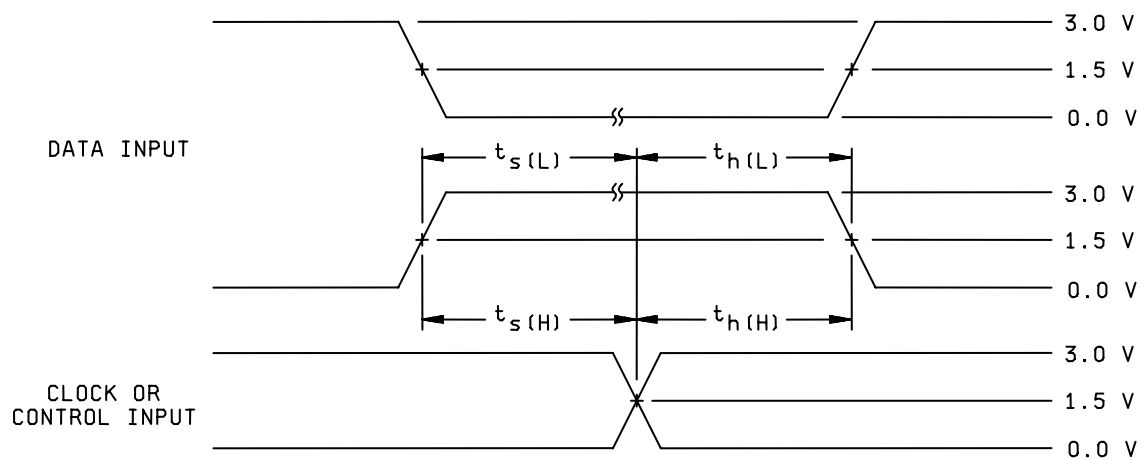 3.0 V
1.5 V
0.0 V
DATA INPUT
ts(L) th(L)
3.0 V
1.5 V
0.0 V
ts(H) th(H)
3.0 V
CLOCK OR
CONTROL INPUT
1.5 V
0.0 V